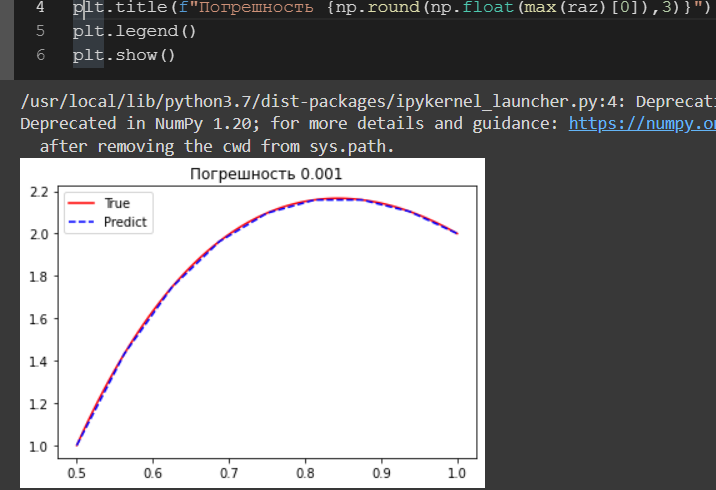 4 plt.title(f"Погрешность {np.round(np.float(max(raz)[0]),3)}")
5 plt.legend()
6 plt.show()
/usr/local/lib/python3.7/dist-packages/ipykernel_launcher.py:4: Deprecati
Deprecated in NumPy 1.20; for more details and guidance: https://numpy.or
after removing the cwd from sys.path.
Погрешность 0.001
True
Predict
2.2
2.0
1.8
1.6
1.4
1.2
1.0
0.5 0.6 0.7 0.8 0.9 1.0